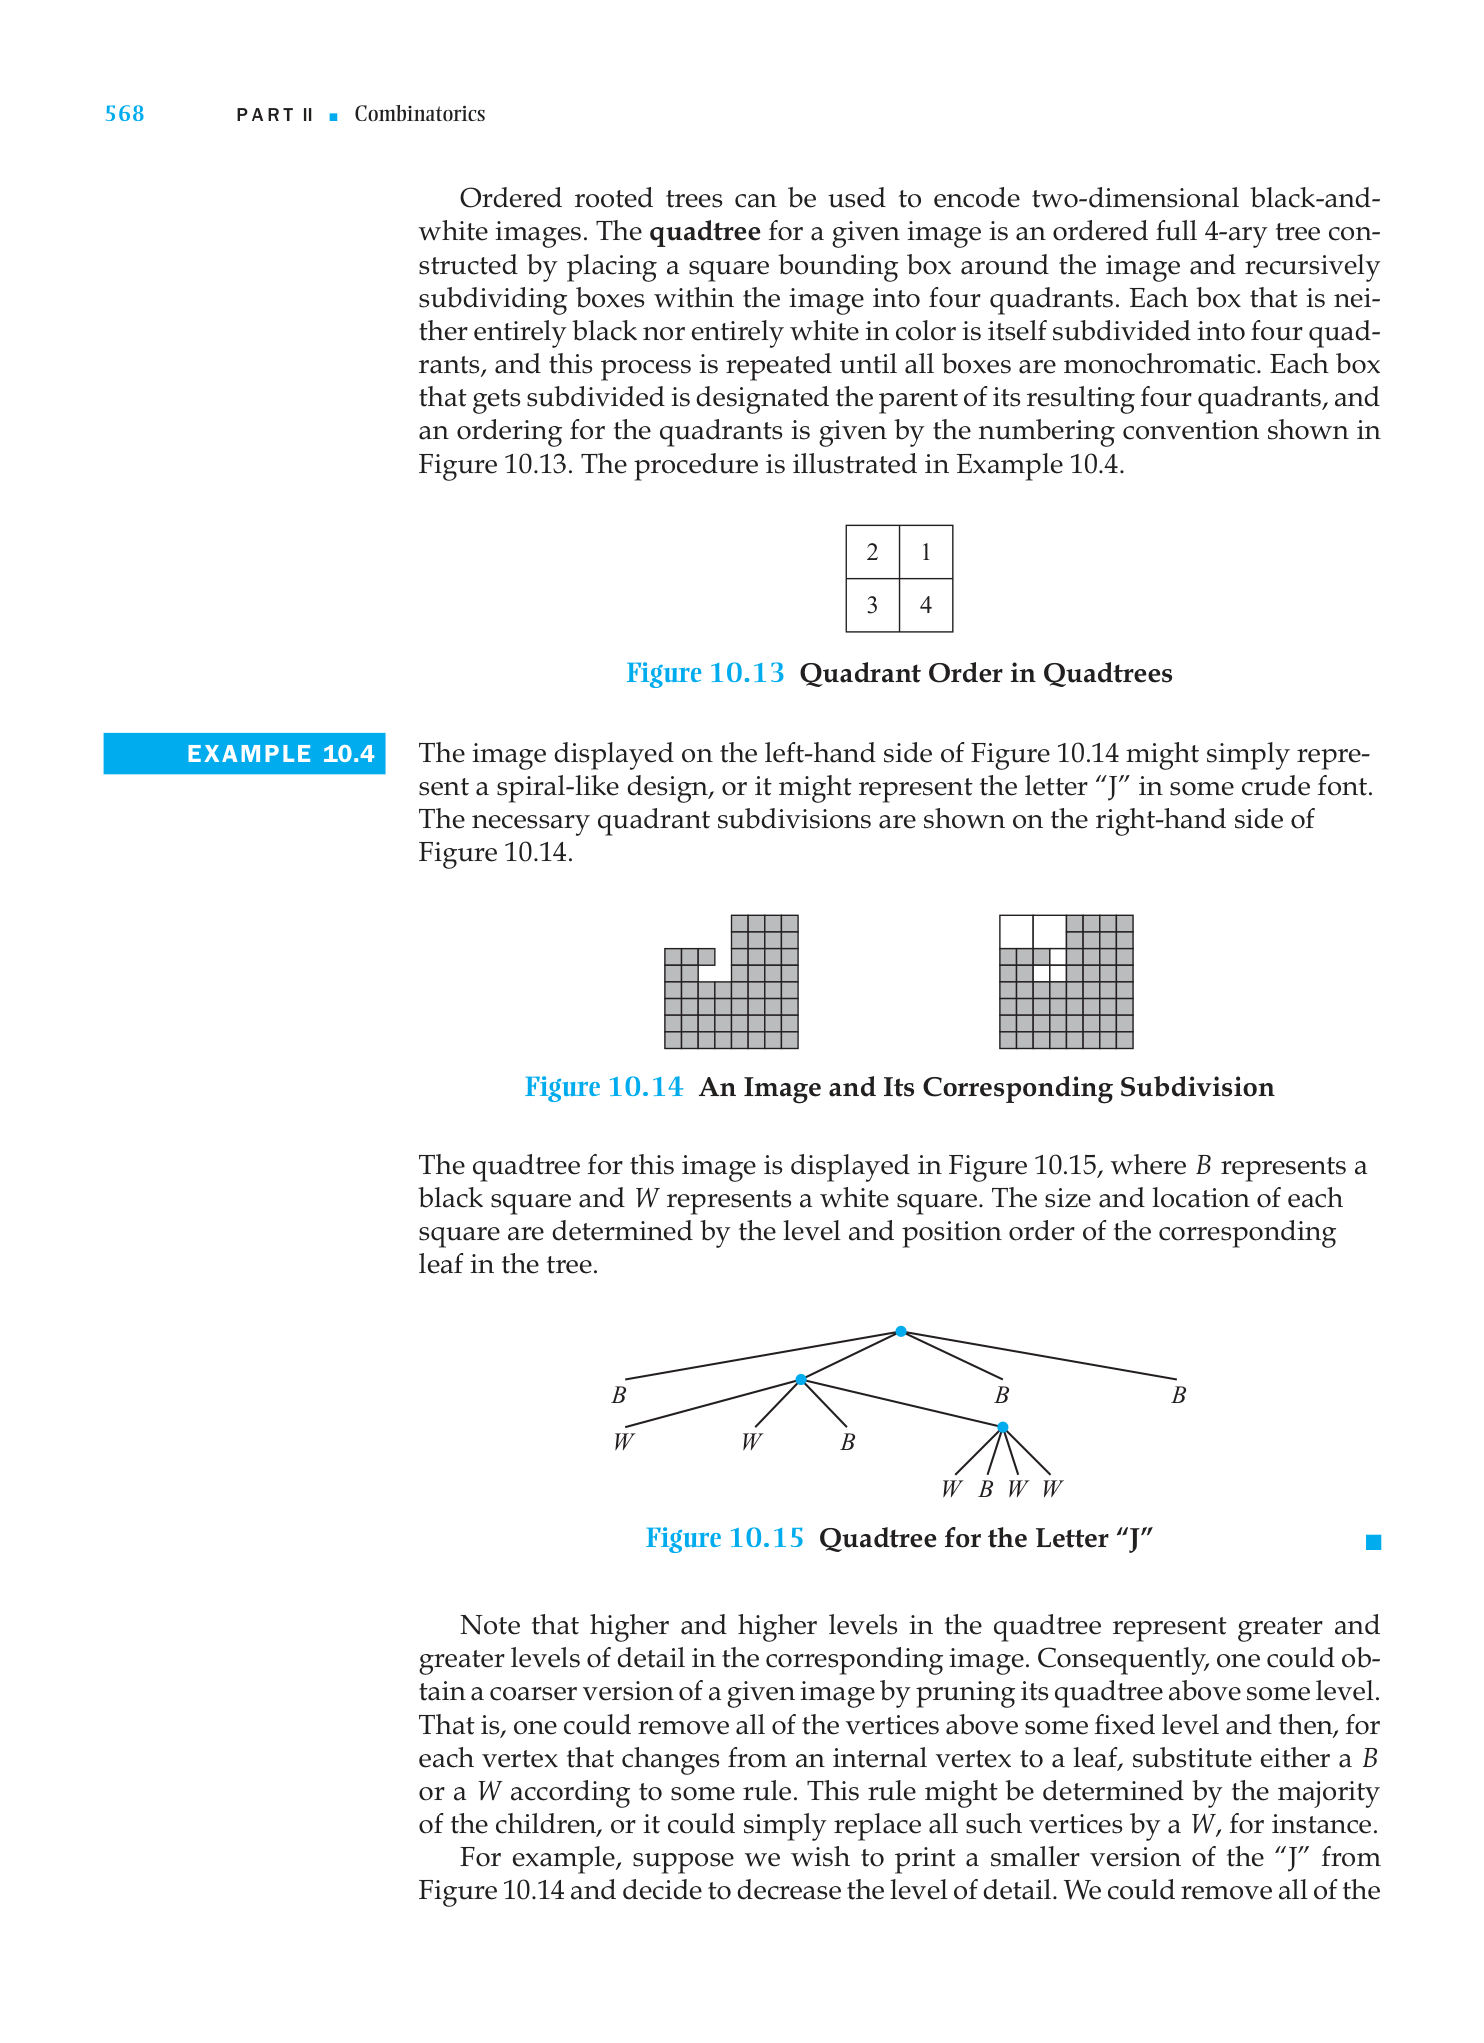 568 PART II ■ Combinatorics
Ordered rooted trees can be used to encode two-dimensional black-and-
white images. The quadtree for a given image is an ordered full 4-ary tree con-
structed by placing a square bounding box around the image and recursively
subdividing boxes within the image into four quadrants. Each box that is nei-
ther entirely black nor entirely white in color is itself subdivided into four quad-
rants, and this process is repeated until all boxes are monochromatic. Each box
that gets subdivided is designated the parent of its resulting four quadrants, and
an ordering for the quadrants is given by the numbering convention shown in
Figure 10.13. The procedure is illustrated in Example 10.4.
2 1
3 4
Figure 10.13 Quadrant Order in Quadtrees
EXAMPLE 10.4
The image displayed on the left-hand side of Figure 10.14 might simply repre-
sent a spiral-like design, or it might represent the letter “J” in some crude font.
The necessary quadrant subdivisions are shown on the right-hand side of
Figure 10.14.
Figure 10.14 An Image and Its Corresponding Subdivision
The quadtree for this image is displayed in Figure 10.15, where B represents a
black square and W represents a white square. The size and location of each
square are determined by the level and position order of the corresponding
leaf in the tree.
B B B
W W B
W B W W
Figure 10.15 Quadtree for the Letter “J”
Note that higher and higher levels in the quadtree represent greater and
greater levels of detail in the corresponding image. Consequently, one could ob-
tain a coarser version of a given image by pruning its quadtree above some level.
That is, one could remove all of the vertices above some fixed level and then, for
each vertex that changes from an internal vertex to a leaf, substitute either a B
or a W according to some rule. This rule might be determined by the majority
of the children, or it could simply replace all such vertices by a W, for instance.
For example, suppose we wish to print a smaller version of the “J” from
Figure 10.14 and decide to decrease the level of detail. We could remove all of the